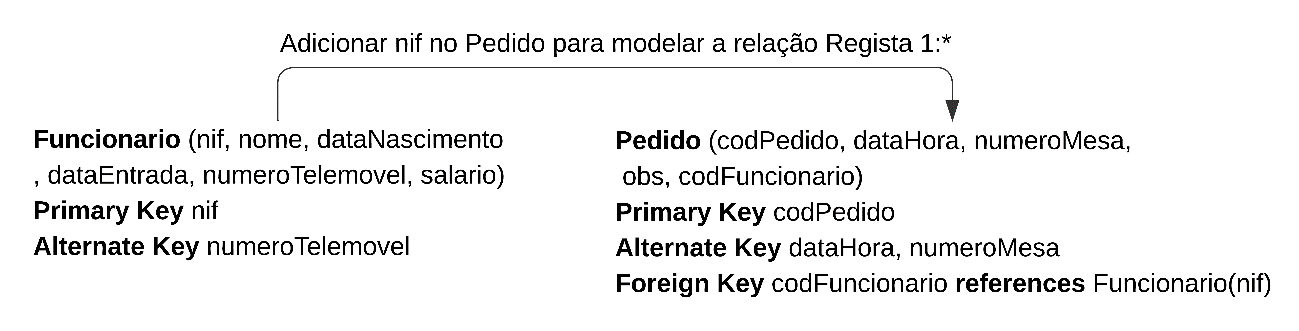 Adicionar nif no Pedido para modelar a relação Regista 1:*
Funcionario (nif, nome, dataNascimento
, dataEntrada, numeroTelemovel, salario)
Primary Key nif
Alternate Key numeroTelemovel
Pedido (codPedido, dataHora, numeroMesa,
obs, codFuncionario)
Primary Key codPedido
Alternate Key dataHora, numeroMesa
Foreign Key codFuncionario references Funcionario(nif)